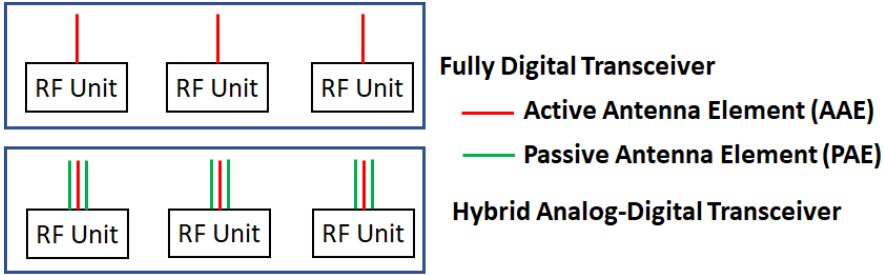 RF Unit RF Unit RF Unit
Fully Digital Transceiver
Active Antenna Element (AAE)
Passive Antenna Element (PAE)
Hybrid Analog-Digital Transceiver
RF Unit RF Unit RF Unit